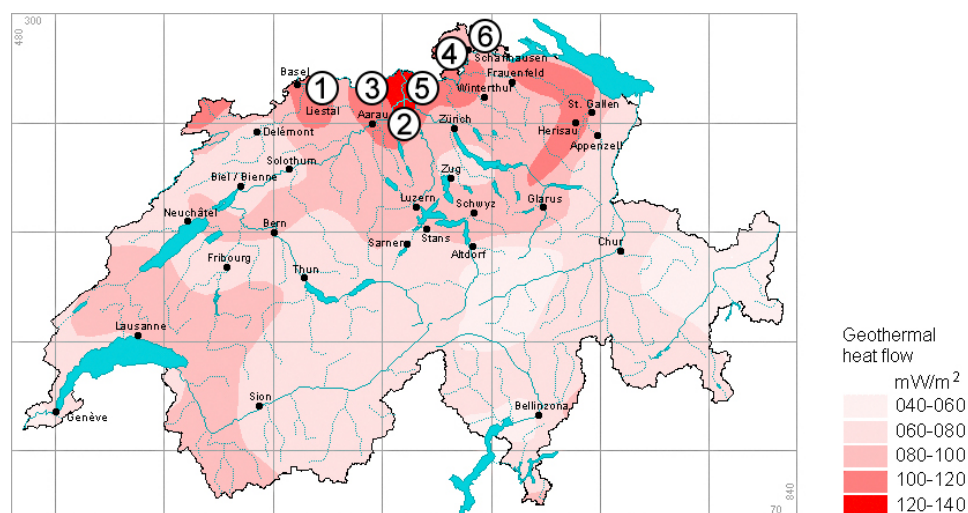 300
480
6
4
Schaffhausen
Basel
1
3
5
Frauenfeld
Winterthur
Liestal
Aarau
2
Zürich
St. Gallen
Herisau
Appenzell
Delémont
Solothurn
Biel / Bienne
Zug
Luzern
Schwyz
Glarus
Neuchâtel
Bern
Stans
Sarnen
Altdorf
Chur
Fribourg
Thun
Lausanne
Sion
Bellinzona
Genève
840
70
Geothermal
heat flow
mW/m²
040-060
060-080
080-100
100-120
120-140